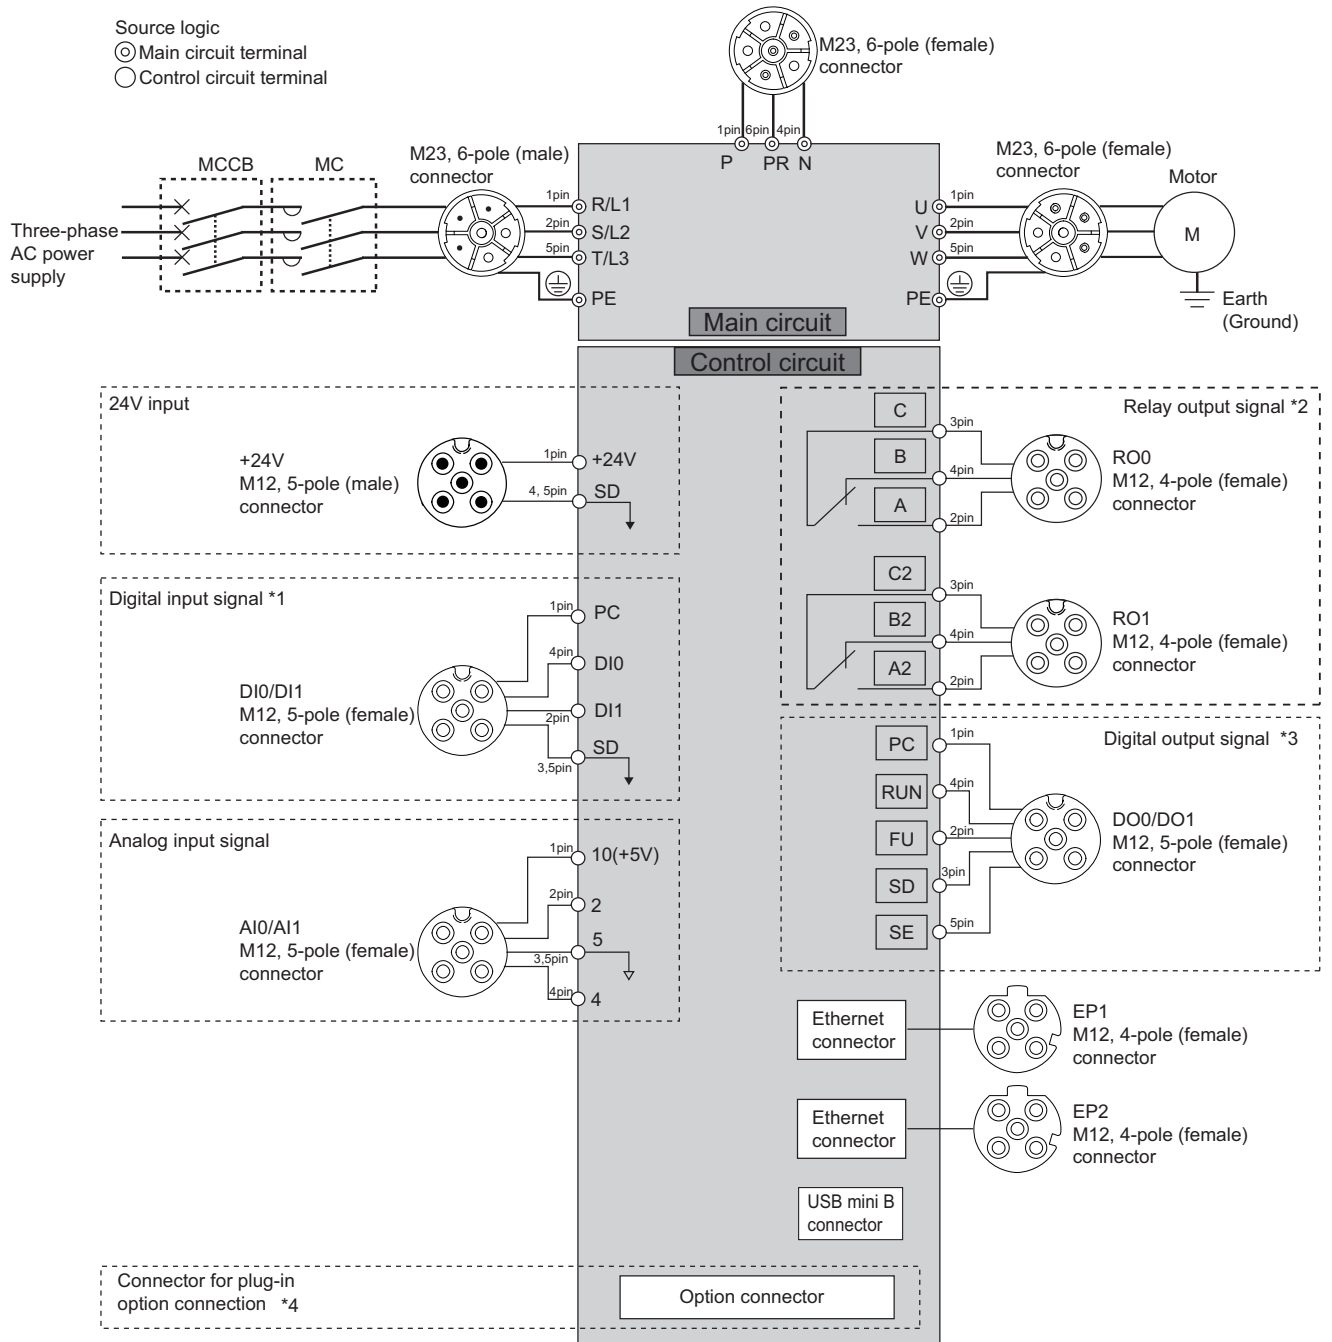 Source logic
Main circuit terminal
Control circuit terminal
M23, 6-pole (female)
connector
1pin 6pin 4pin
P PR N
MCCB
MC
M23, 6-pole (male)
connector
Three-phase
AC power
supply
1pin
R/L1
2pin
S/L2
5pin
T/L3
PE
M23, 6-pole (female)
connector
Motor
U
1pin
V
2pin
W
5pin
PE
M
Earth
(Ground)
Main circuit
Control circuit
24V input
+24V
M12, 5-pole (male)
connector
1pin
+24V
4, 5pin
SD
Relay output signal *2
C
3pin
B
4pin
A
2pin
RO0
M12, 4-pole (female)
connector
C2
3pin
B2
4pin
A2
2pin
RO1
M12, 4-pole (female)
connector
Digital input signal *1
DI0/DI1
M12, 5-pole (female)
connector
1pin
PC
4pin
DI0
DI1
2pin
SD
3,5pin
Digital output signal *3
PC
1pin
RUN
4pin
FU
2pin
SD
3pin
SE
5pin
DO0/DO1
M12, 5-pole (female)
connector
Analog input signal
AI0/AI1
M12, 5-pole (female)
connector
1pin
10(+5V)
2pin
2
5
3,5pin
4pin
4
Ethernet
connector
EP1
M12, 4-pole (female)
connector
Ethernet
connector
EP2
M12, 4-pole (female)
connector
USB mini B
connector
Connector for plug-in
option connection *4
Option connector